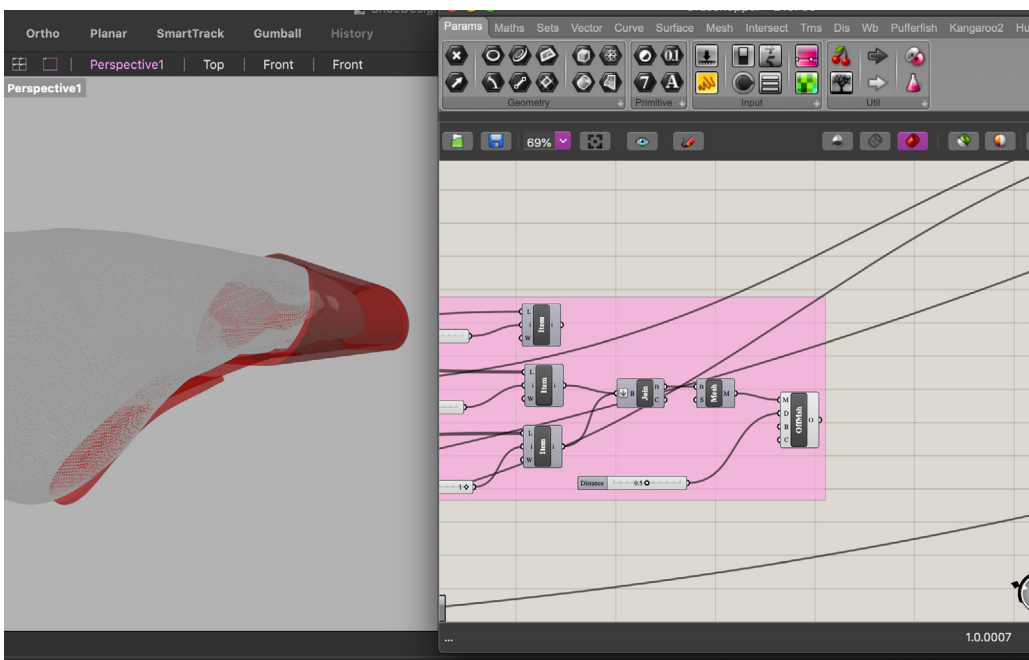 Ortho Planar SmartTrack Gumball History
Perspective1 Top Front Front
Perspective1
Params Maths Sets Vector Curve Surface Mesh Intersect Trns Dis Wb Pufferfish Kangaroo2 Hu
Geometry Primitive Input Util
69%
L
i Item i
W
L
i Item i
W
B Join B
C
B Mesh M
S
M
D OffMsh O
B
C
L
i Item i
W
Distance 0.5
1
...
1.0.0007